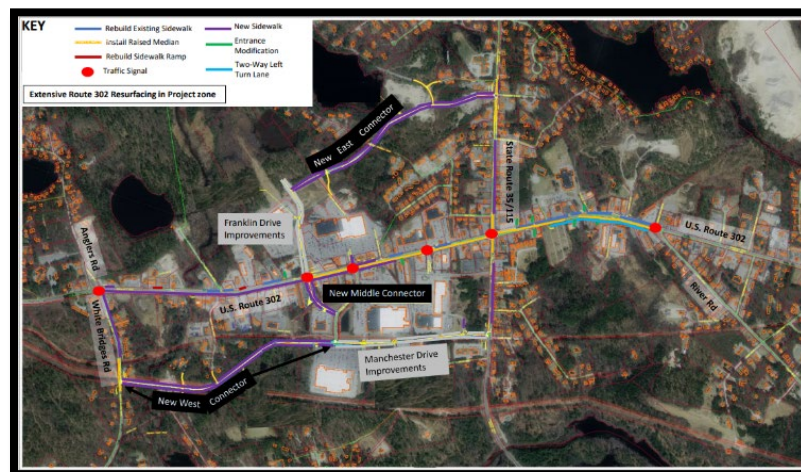 KEY
Rebuild Existing Sidewalk
Install Raised Median
Rebuild Sidewalk Ramp
Traffic Signal
New Sidewalk
Entrance
Modification
Two-Way Left
Turn Lane
Extensive Route 302 Resurfacing in Project zone
New East Connector
State Route 35/115
Franklin Drive
Improvements
Anglers Rd
U.S. Route 302
U.S. Route 302
New Middle Connector
River Rd
White Bridges Rd
Manchester Drive
Improvements
New West Connector